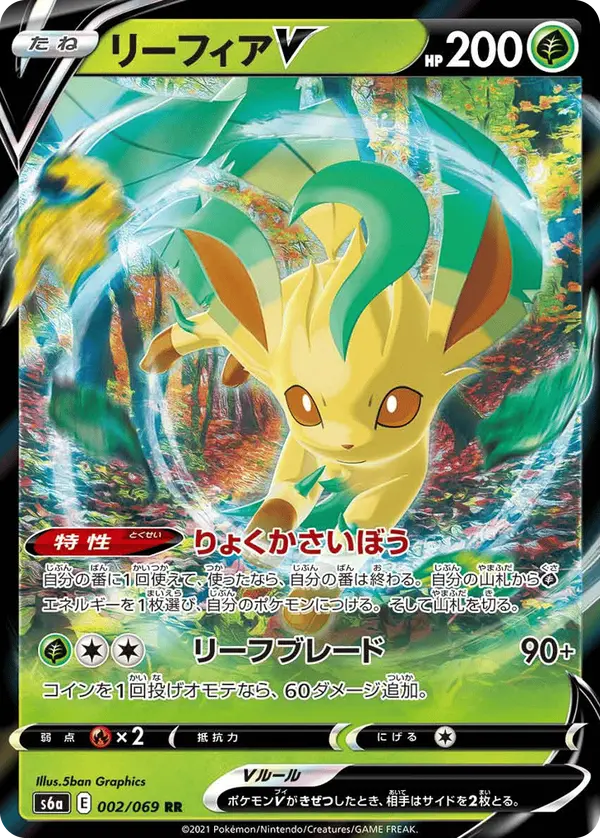 たね リーフィアV HP200
特性 とくせい りょくかさいぼう
自分の番に1回使えて、使ったなら、自分の番は終わる。自分の山札から
エネルギーを1枚選び、自分のポケモンにつける。そして山札を切る。
リーフブレード 90+
コインを1回投げオモテなら、60ダメージ追加。
弱点 ×2 抵抗力 にげる
Illus.5ban Graphics
Vルール
s6a E 002/069 RR
ポケモンVがきぜつしたとき、相手はサイドを2枚とる。
©2021 Pokémon/Nintendo/Creatures/GAME FREAK.